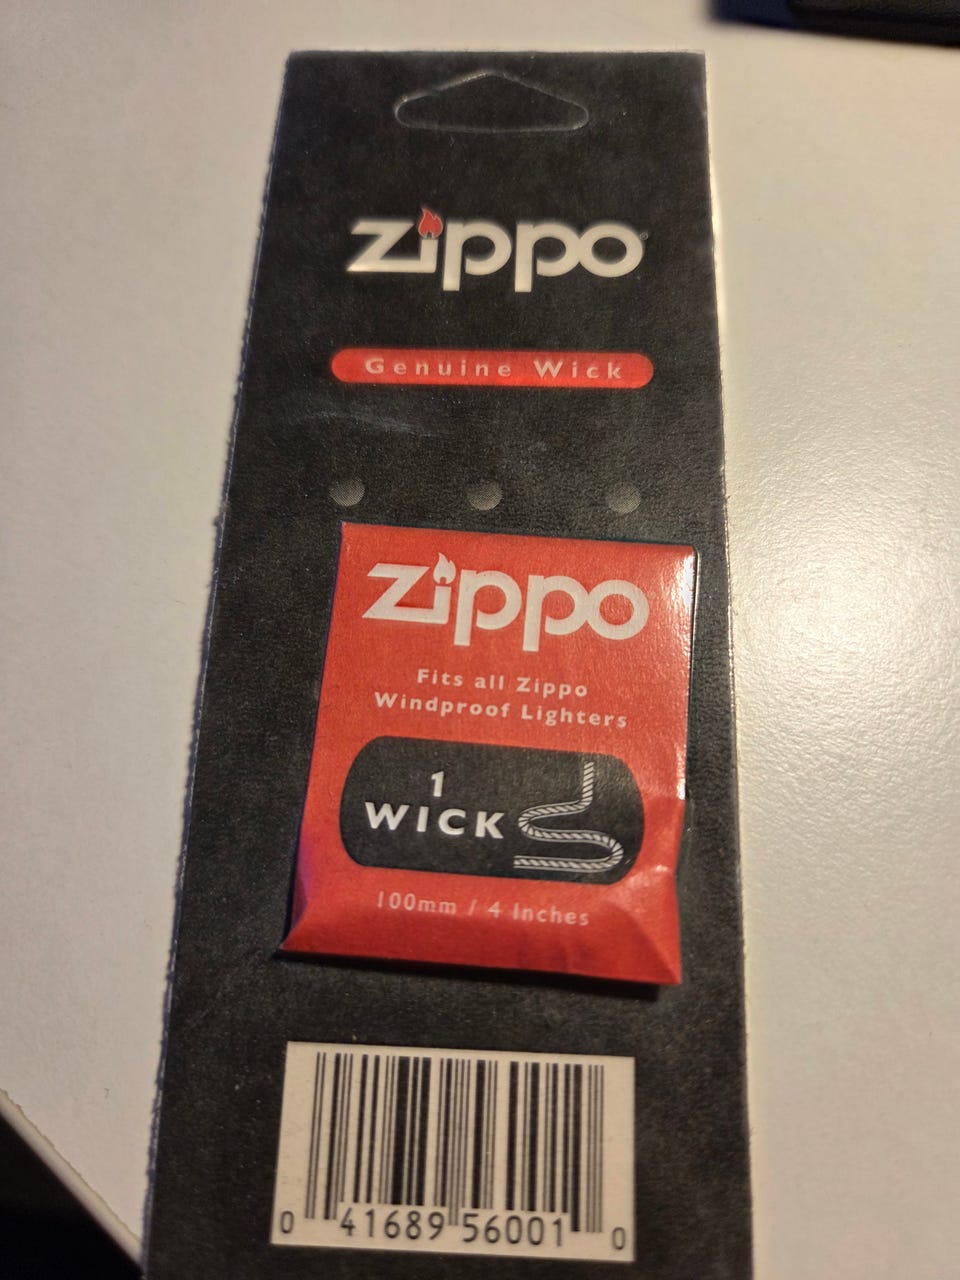 Zippo
Genuine Wick
Zippo
Fits all Zippo
Windproof Lighters
1
WICK
100mm / 4 Inches
0 41689 56001 0